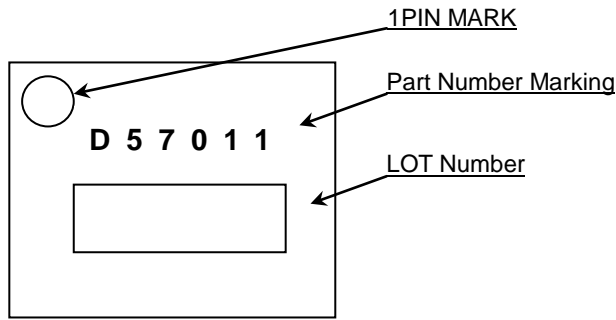 1PIN MARK
Part Number Marking
D 5 7 0 1 1
LOT Number